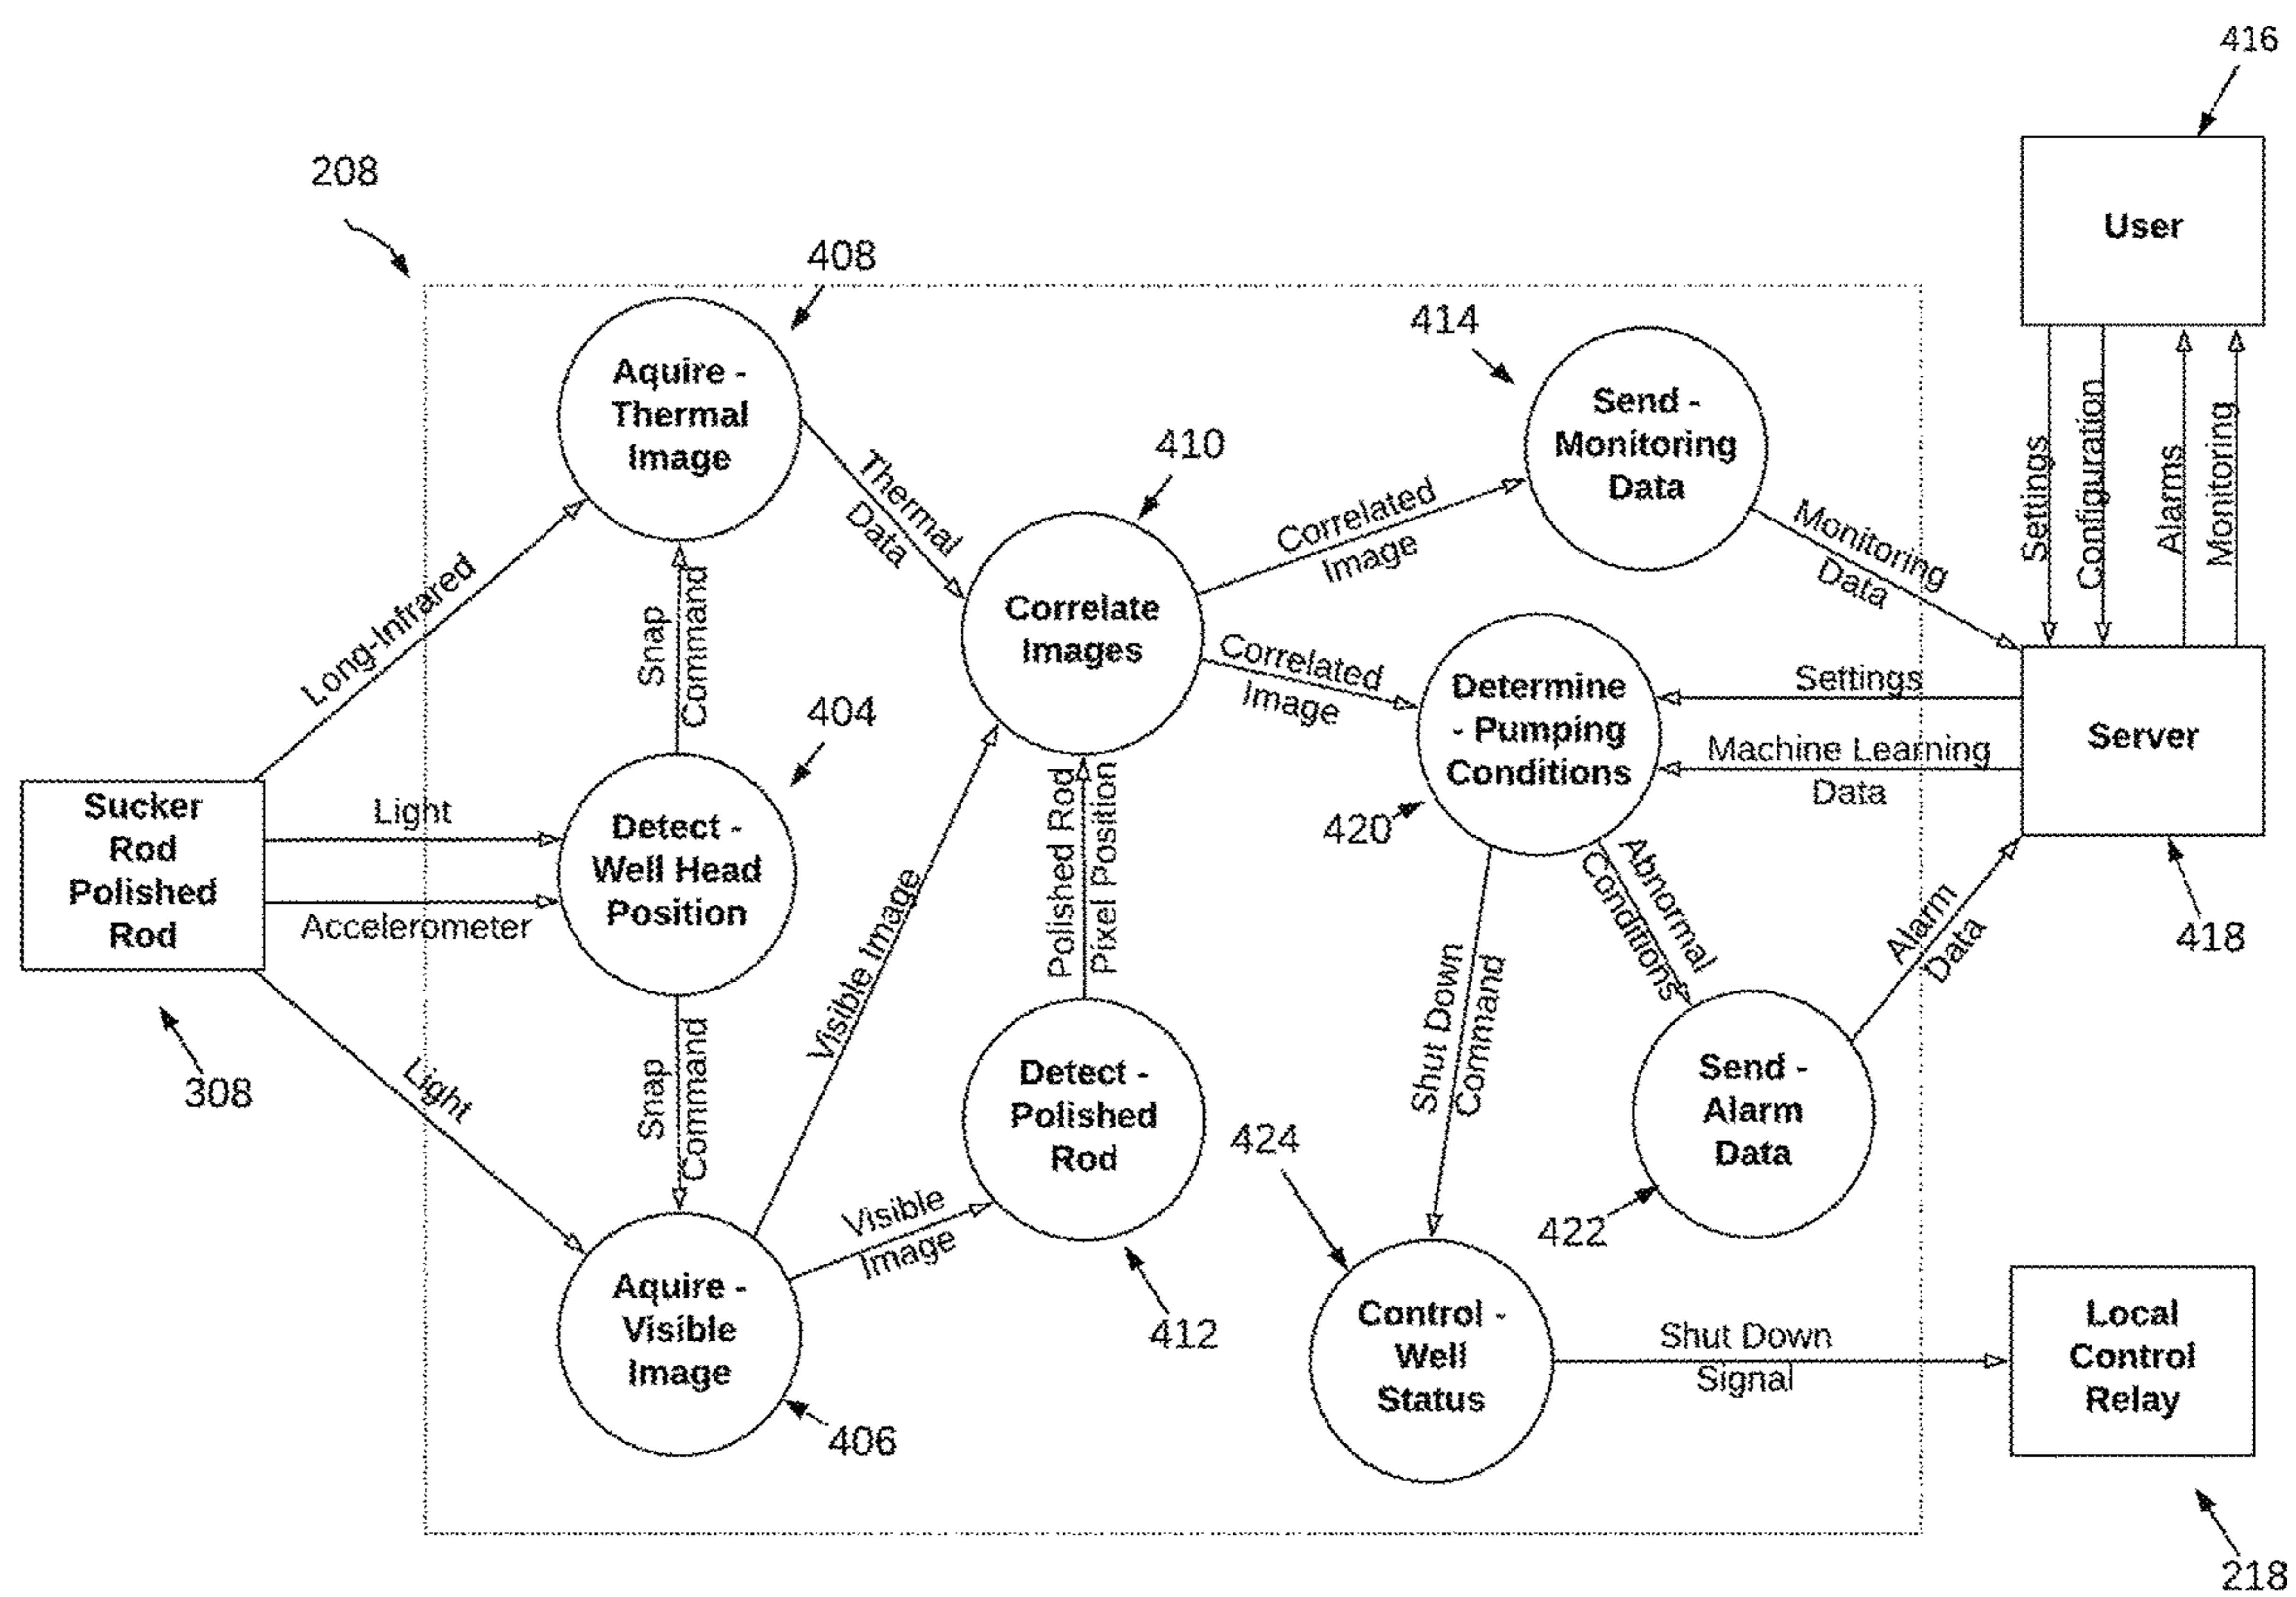 416
208
User
408
Aquire -
Thermal
Image
414
Send -
Monitoring
Data
Settings
Configuration
Alarms
Monitoring
410
Thermal
Data
Correlated
Image
Monitoring
Data
Long-Infrared
Snap
Command
Correlate
Images
Correlated
Image
Determine
- Pumping
Conditions
Settings
Machine Learning
Data
Server
404
420
418
Sucker
Rod
Polished
Rod
Light
Accelerometer
Detect -
Well Head
Position
Visible Image
Polished Rod
Pixel Position
Abnormal
Conditions
Alarm
Data
308
Light
Snap
Command
Shut Down
Command
Detect -
Polished
Rod
Send -
Alarm
Data
424
422
Visible
Image
412
Aquire -
Visible
Image
406
Control -
Well
Status
Shut Down
Signal
Local
Control
Relay
218